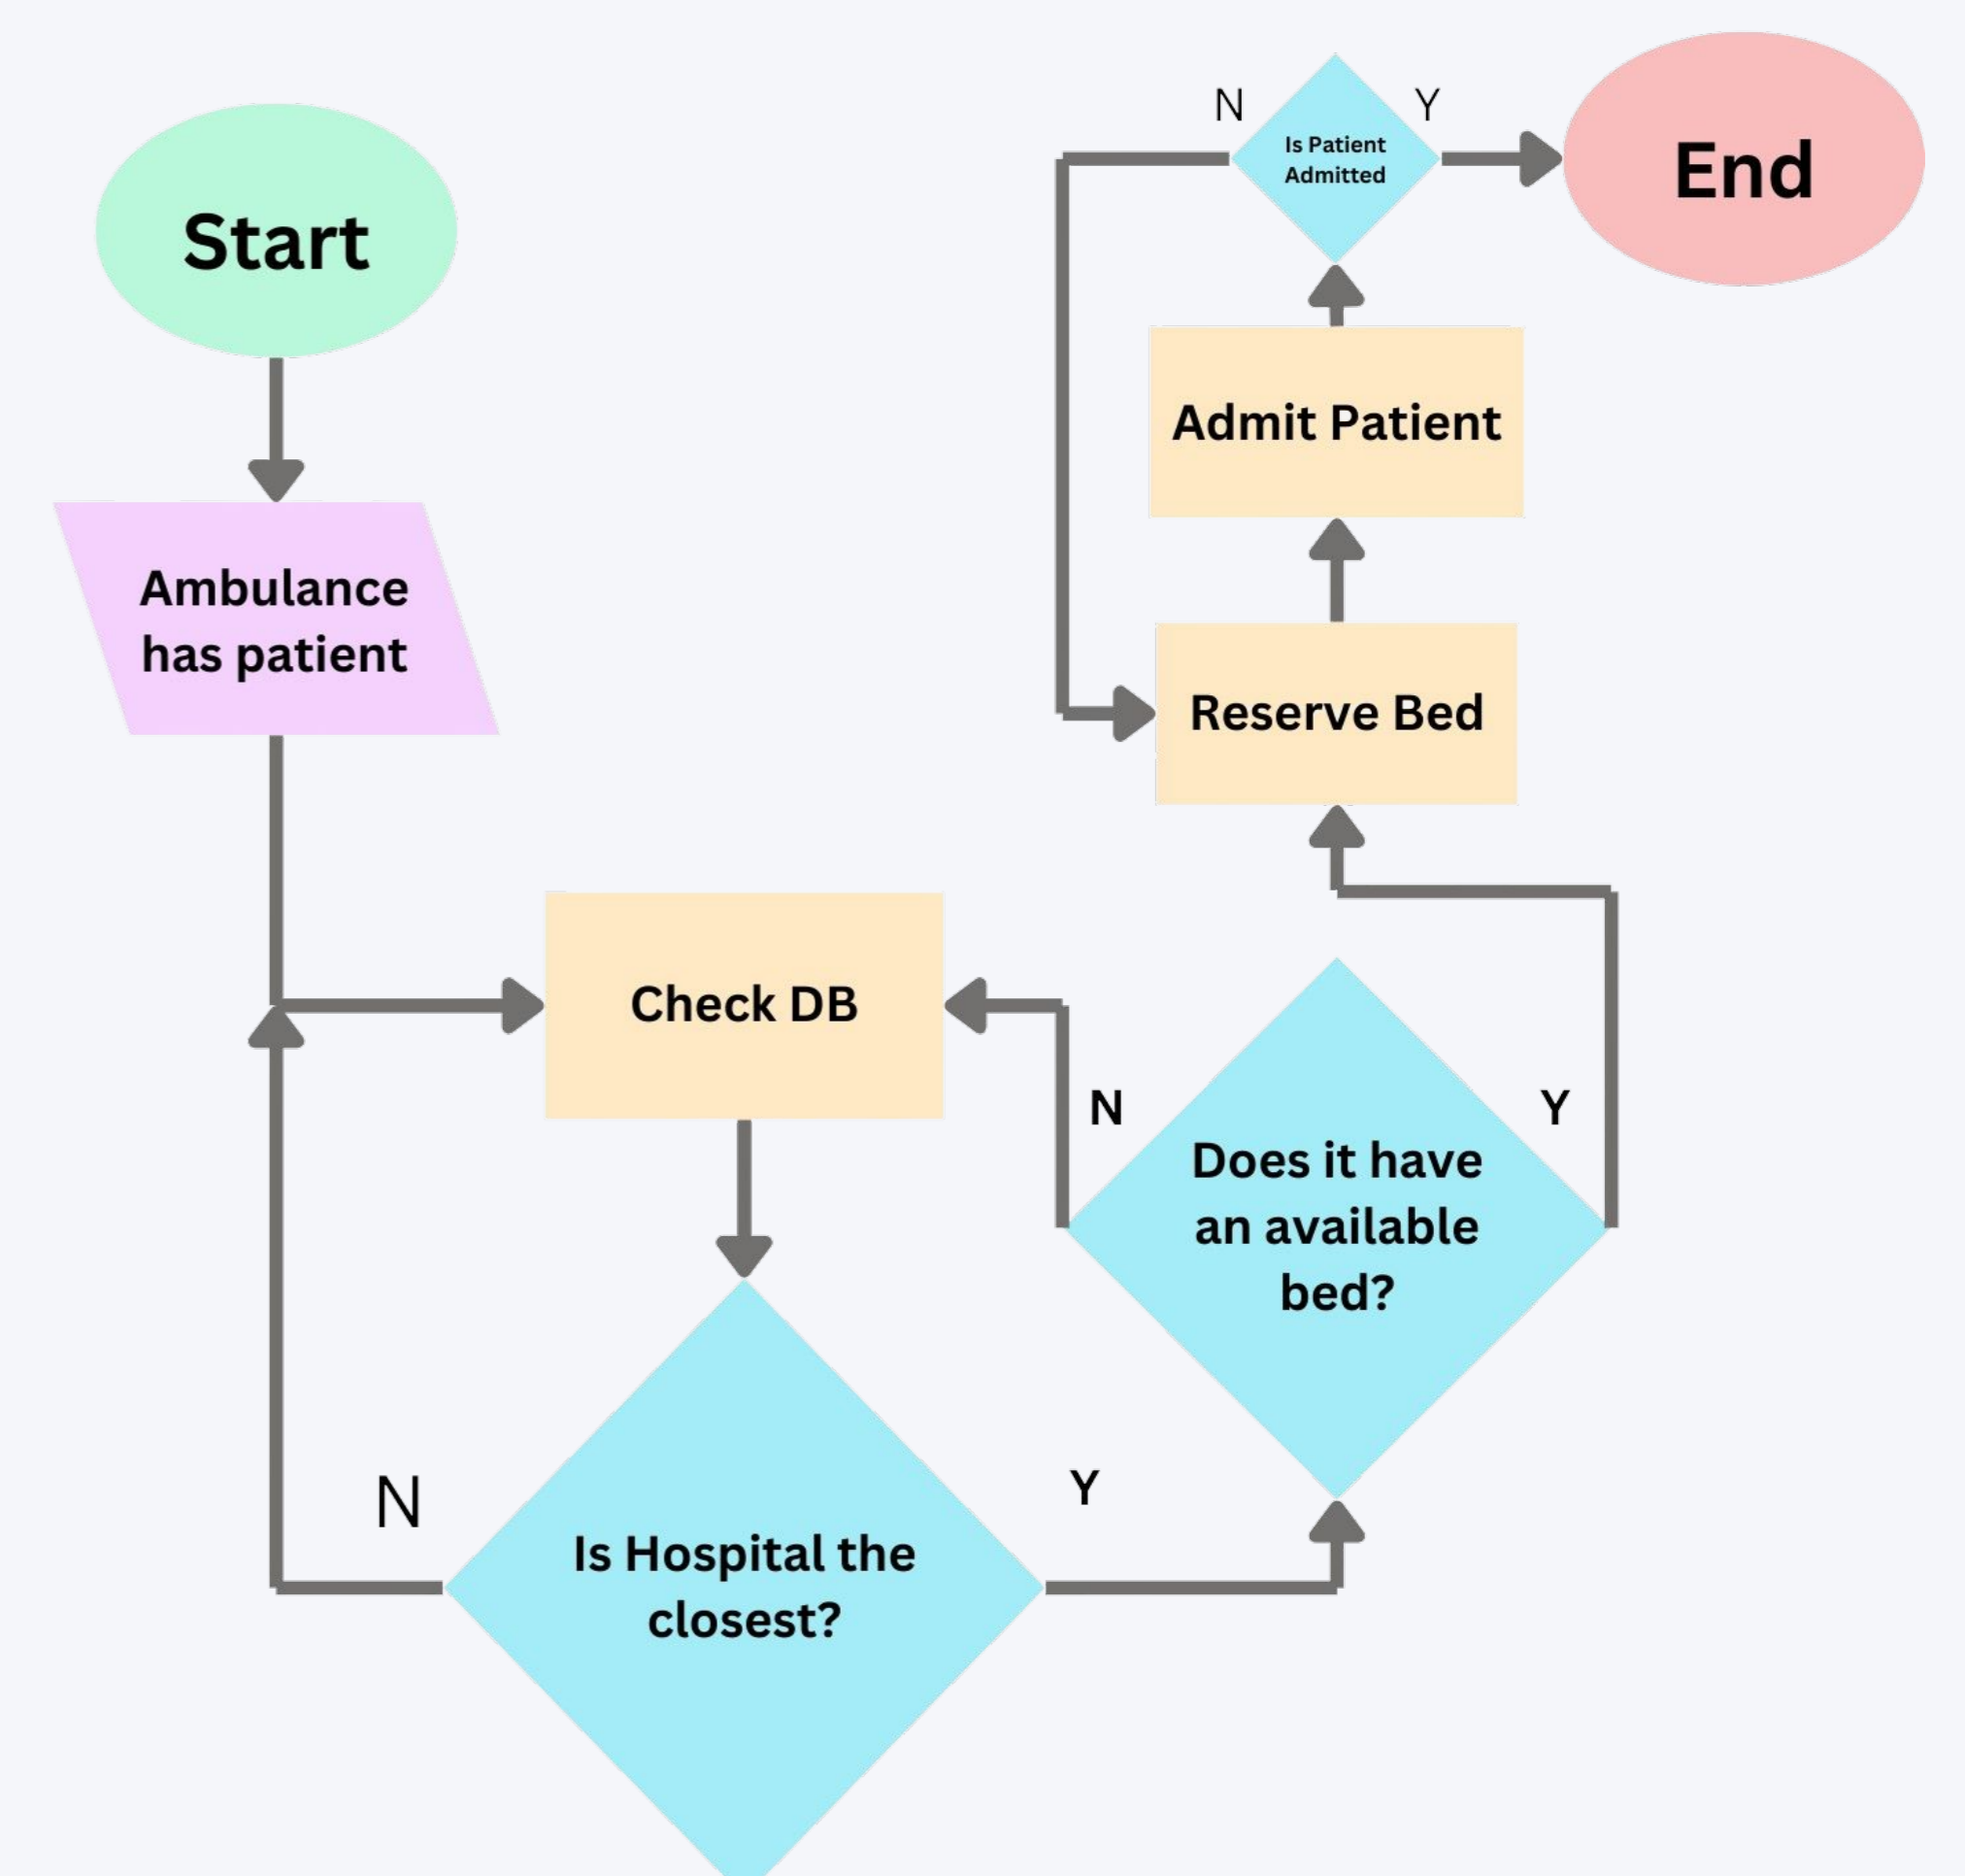 Start
Ambulance
has patient
Check DB
Is Hospital the
closest?
N
Y
Does it have
an available
bed?
N
Y
Reserve Bed
Admit Patient
Is Patient
Admitted
N
Y
End